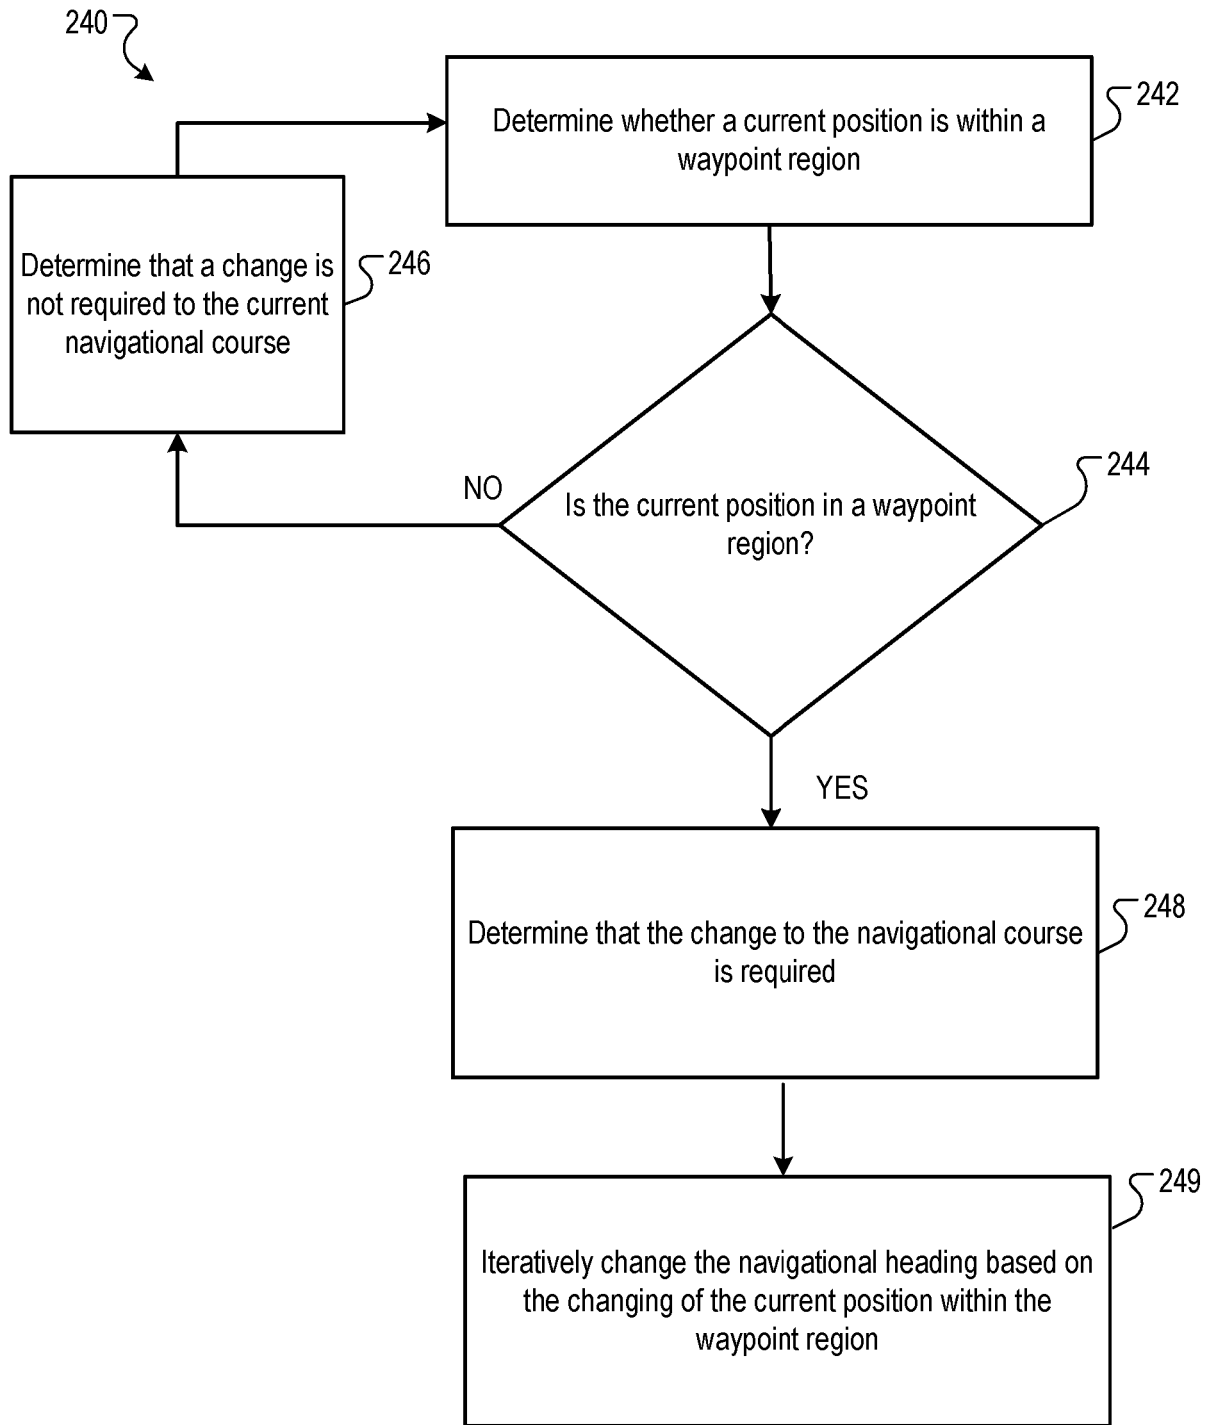 240
Determine whether a current position is within a
waypoint region
242
Determine that a change is
not required to the current
navigational course
246
NO
Is the current position in a waypoint
region?
244
YES
Determine that the change to the navigational course
is required
248
Iteratively change the navigational heading based on
the changing of the current position within the
waypoint region
249